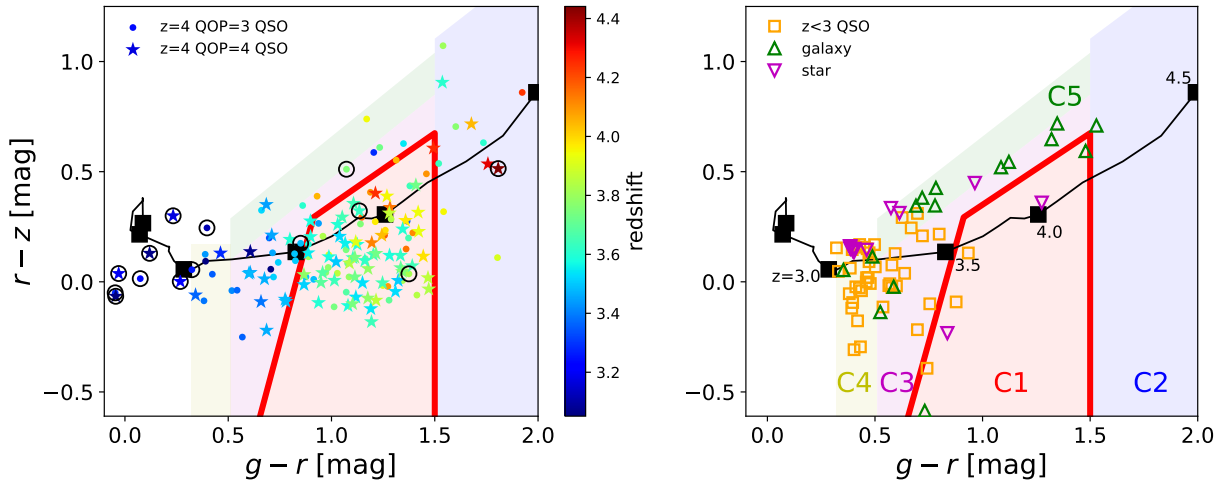 z=4 QOP=3 QSO
z=4 QOP=4 QSO
1.0
0.5
0.0
−0.5
r − z [mag]
0.0 0.5 1.0 1.5 2.0
g − r [mag]
4.4
4.2
4.0
3.8
3.6
3.4
3.2
redshift
z<3 QSO
galaxy
star
4.5
C5
4.0
3.5
z=3.0
C4 C3 C1 C2
1.0
0.5
0.0
−0.5
r − z [mag]
0.0 0.5 1.0 1.5 2.0
g − r [mag]